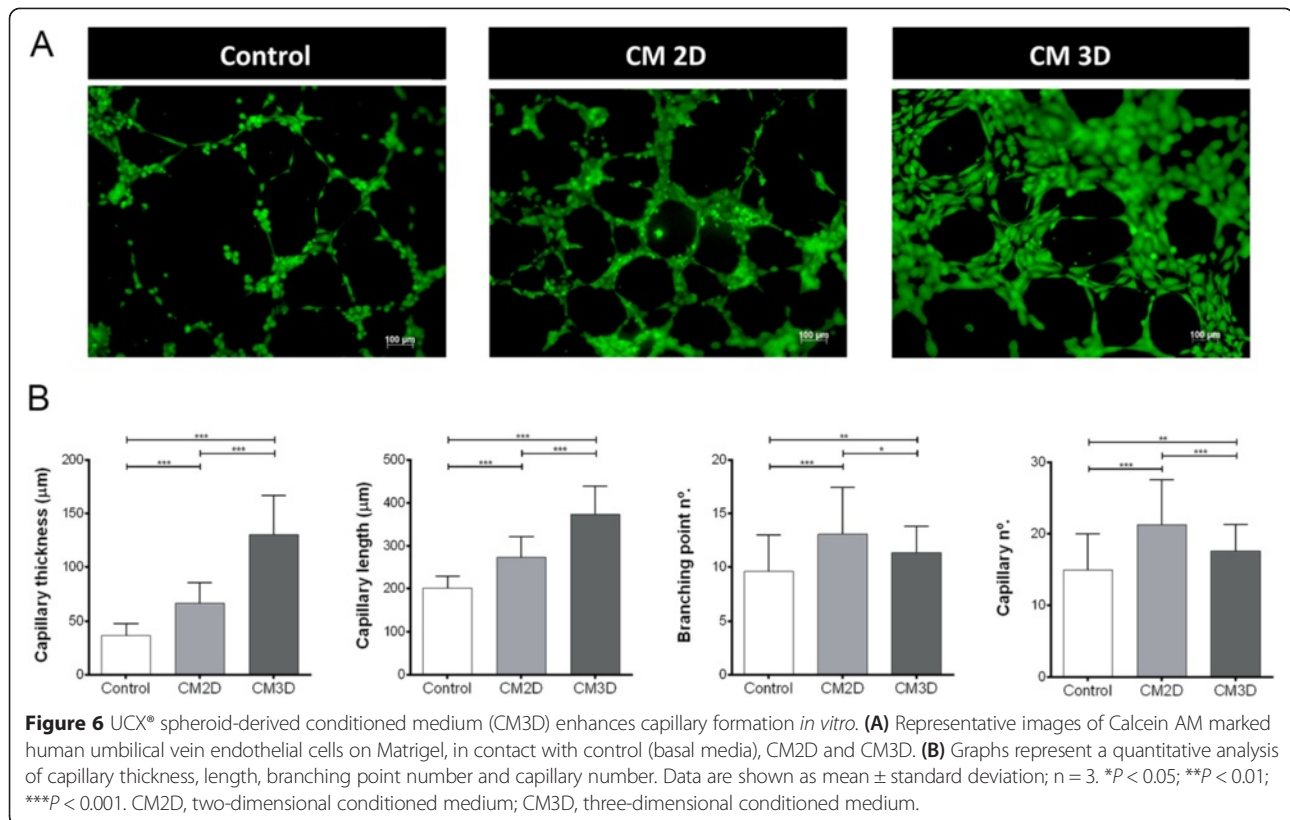 A
Control
CM 2D
CM 3D
100 µm
100 µm
100 µm
B
Capillary thickness (µm)
200
150
100
50
0
***
***
***
Control
CM2D
CM3D
Capillary length (µm)
500
400
300
200
100
0
***
***
***
Control
CM2D
CM3D
Branching point nº.
20
15
10
5
0
**
***
*
Control
CM2D
CM3D
Capillary nº.
30
20
10
0
**
***
***
Control
CM2D
CM3D
Figure 6 UCX® spheroid-derived conditioned medium (CM3D) enhances capillary formation in vitro. (A) Representative images of Calcein AM marked
human umbilical vein endothelial cells on Matrigel, in contact with control (basal media), CM2D and CM3D. (B) Graphs represent a quantitative analysis
of capillary thickness, length, branching point number and capillary number. Data are shown as mean ± standard deviation; n = 3. *P < 0.05; **P < 0.01;
***P < 0.001. CM2D, two-dimensional conditioned medium; CM3D, three-dimensional conditioned medium.